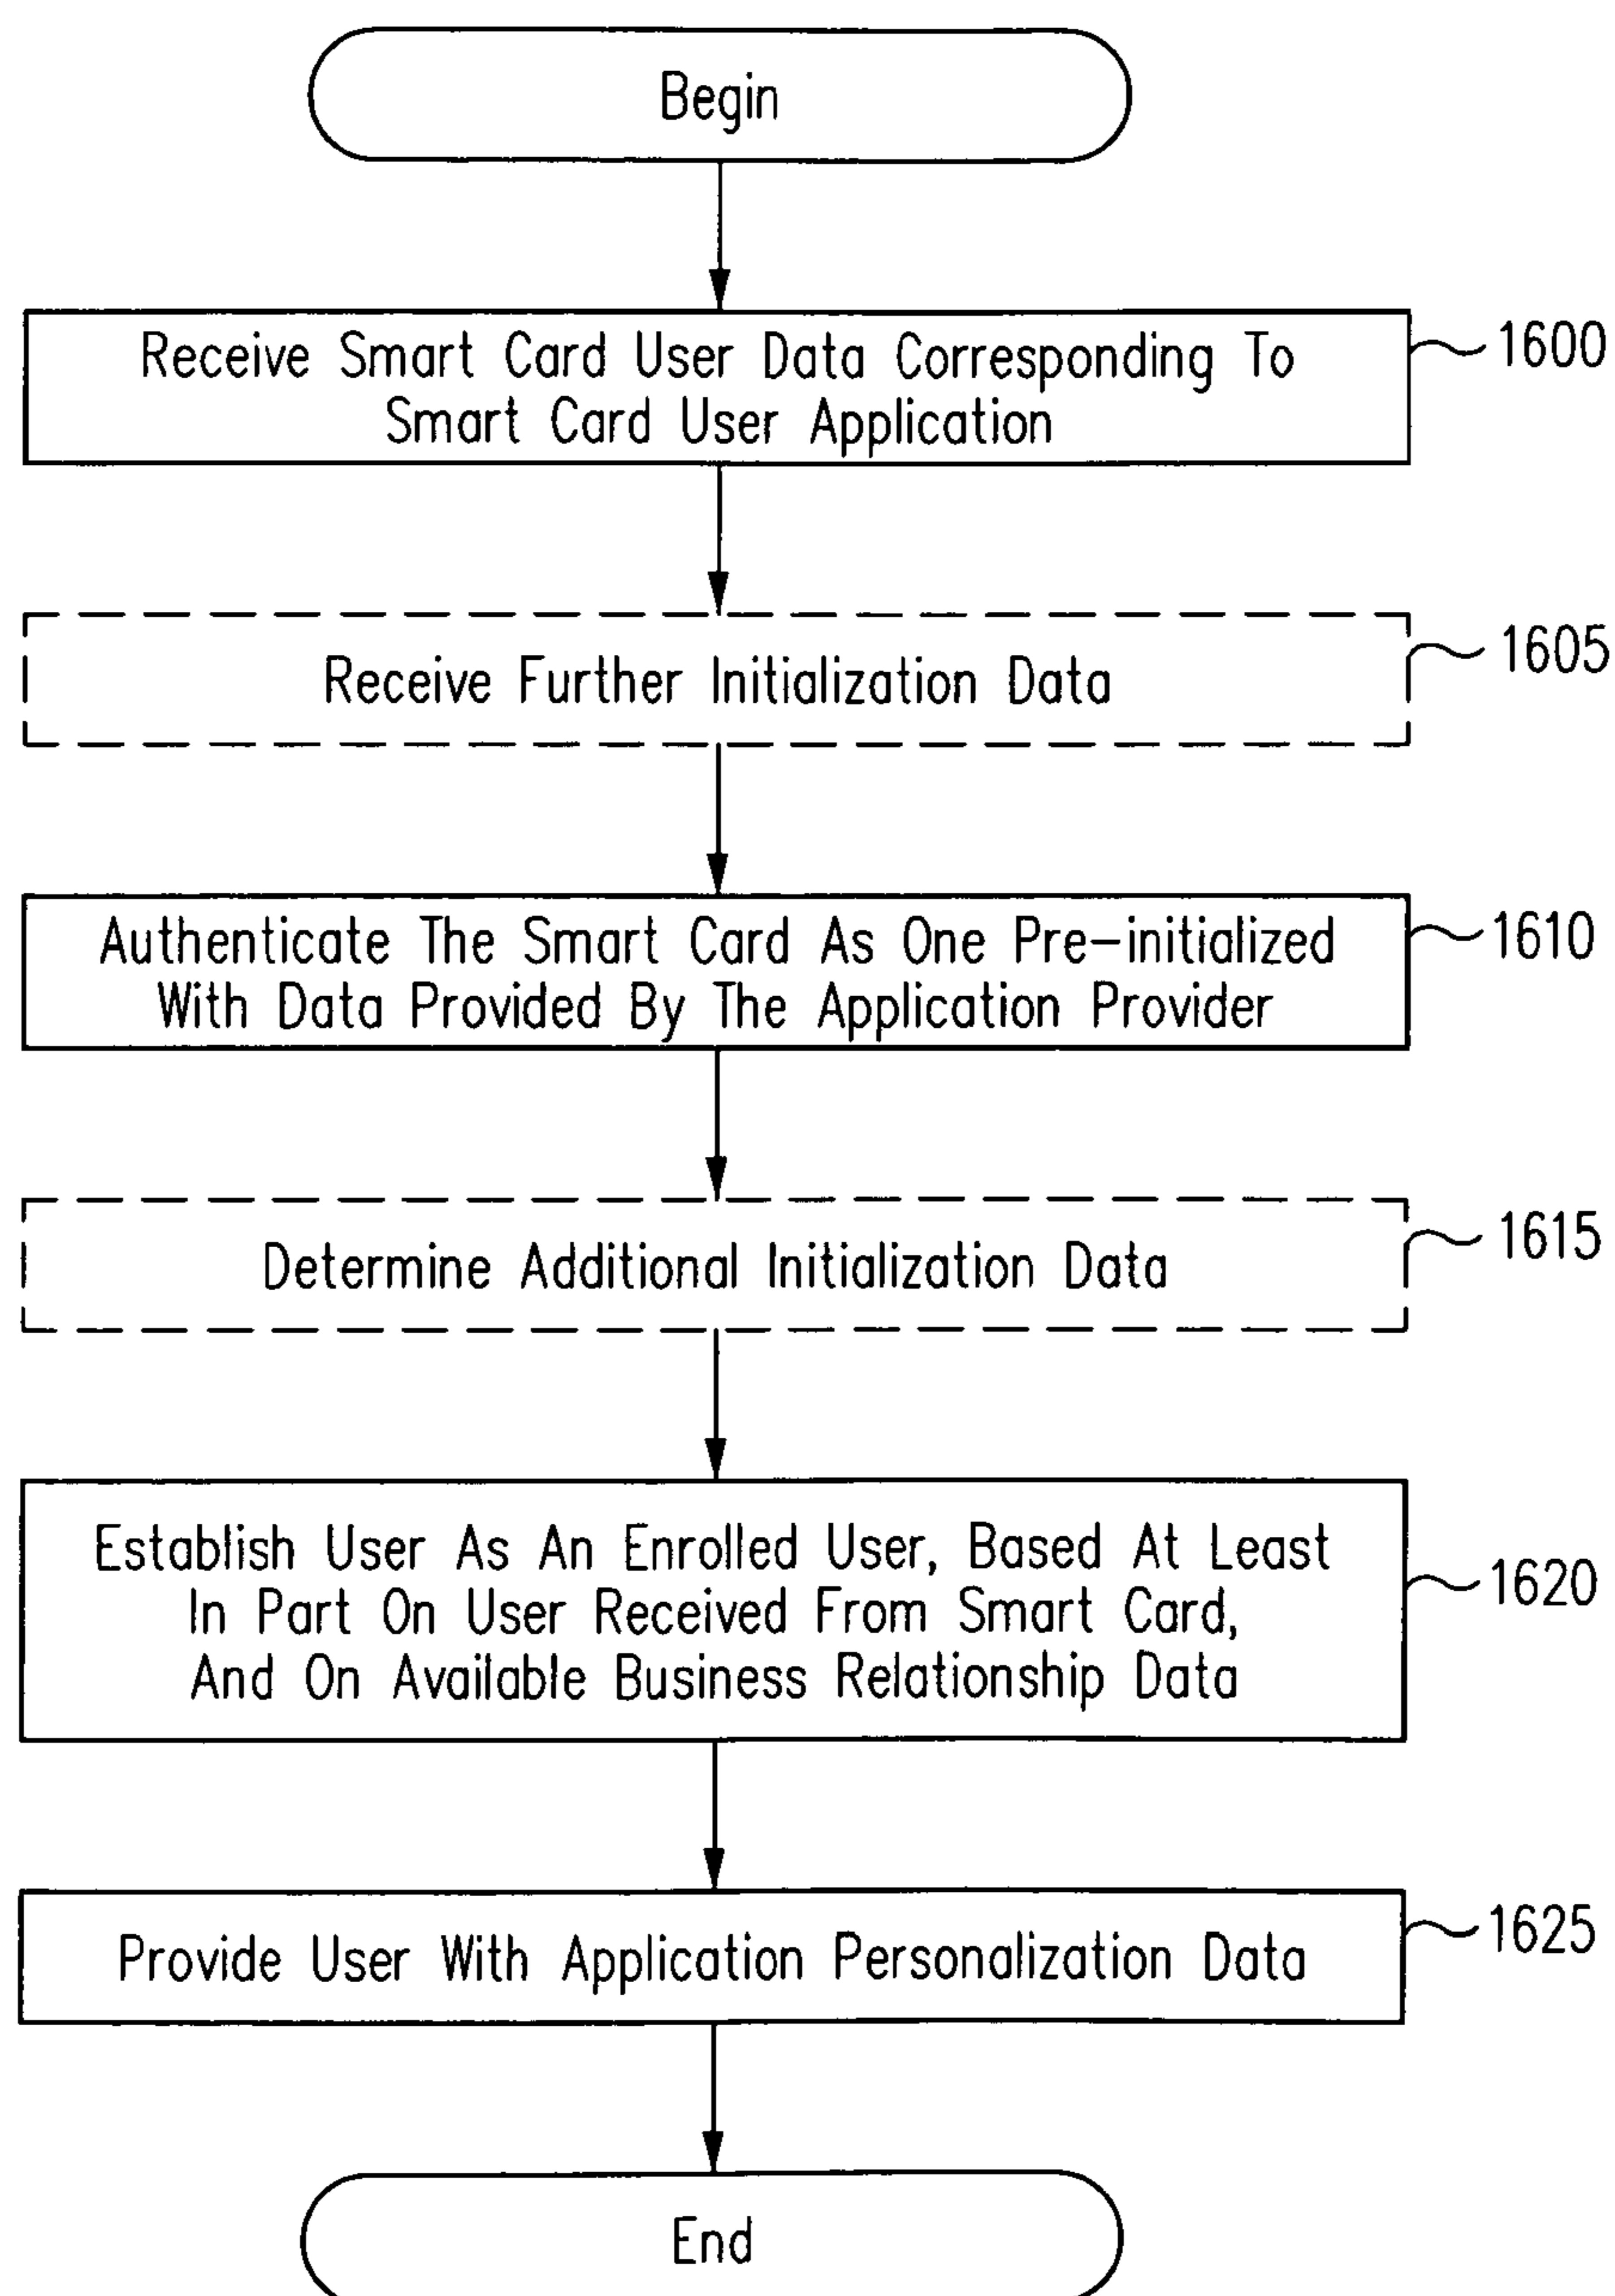 Begin
Receive Smart Card User Data Corresponding To
Smart Card User Application
1600
Receive Further Initialization Data
1605
Authenticate The Smart Card As One Pre-initialized
With Data Provided By The Application Provider
1610
Determine Additional Initialization Data
1615
Establish User As An Enrolled User, Based At Least
In Part On User Received From Smart Card,
And On Available Business Relationship Data
1620
Provide User With Application Personalization Data
1625
End